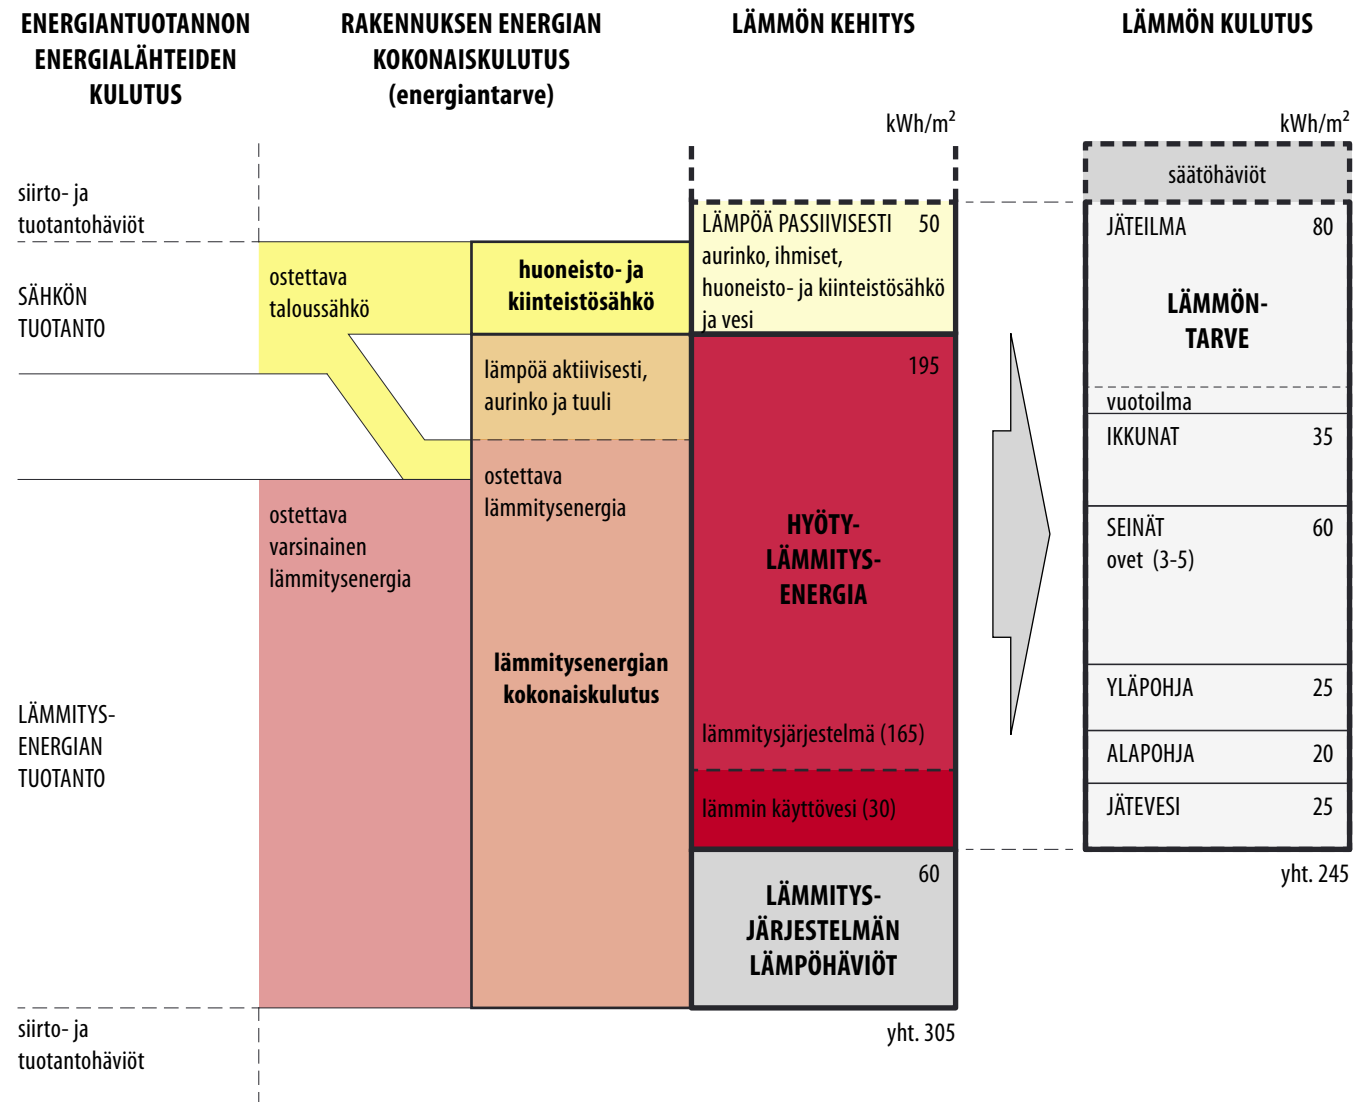 ENERGIANTUOTANNON
ENERGIALÄHTEIDEN
KULUTUS
RAKENNUKSEN ENERGIAN
KOKONAISKULUTUS
(energiantarve)
LÄMMÖN KEHITYS
LÄMMÖN KULUTUS
kWh/m²
kWh/m²
siirto- ja
tuotantohäviöt
SÄHKÖN
TUOTANTO
LÄMMITYS-
ENERGIAN
TUOTANTO
siirto- ja
tuotantohäviöt
ostettava
taloussähkö
ostettava
varsinainen
lämmitysenergia
huoneisto- ja
kiinteistösähkö
lämpöä aktiivisesti,
aurinko ja tuuli
ostettava
lämmitysenergia
lämmitysenergian
kokonaiskulutus
LÄMPÖÄ PASSIIVISESTI 50
aurinko, ihmiset,
huoneisto- ja kiinteistösähkö
ja vesi
195
HYÖTY-
LÄMMITYS-
ENERGIA
lämmitysjärjestelmä (165)
lämmin käyttövesi (30)
60
LÄMMITYS-
JÄRJESTELMÄN
LÄMPÖHÄVIÖT
yht. 305
säätöhäviöt
JÄTEILMA 80
LÄMMÖN-
TARVE
vuotoilma
IKKUNAT 35
SEINÄT 60
ovet (3-5)
YLÄPOHJA 25
ALAPOHJA 20
JÄTEVESI 25
yht. 245